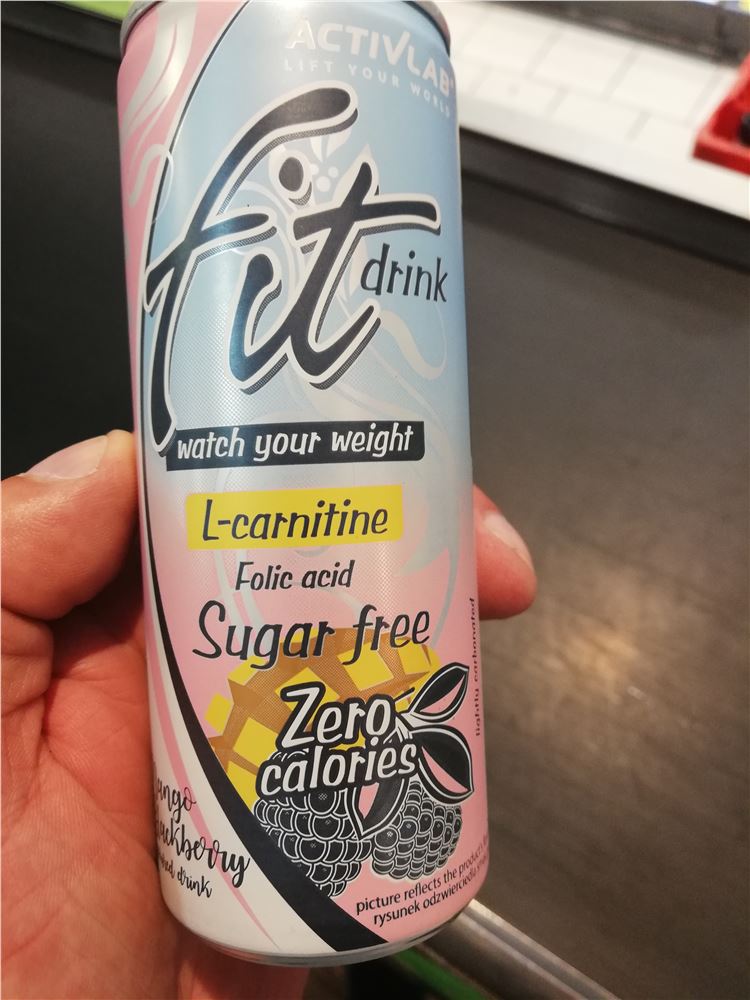 ACTIVLAB
LIFT YOUR WORLD
fit
drink
watch your weight
L-carnitine
Folic acid
Sugar free
Zero
calories
lightly carbonated
drink
picture reflects the
rysunek odzwierciedla